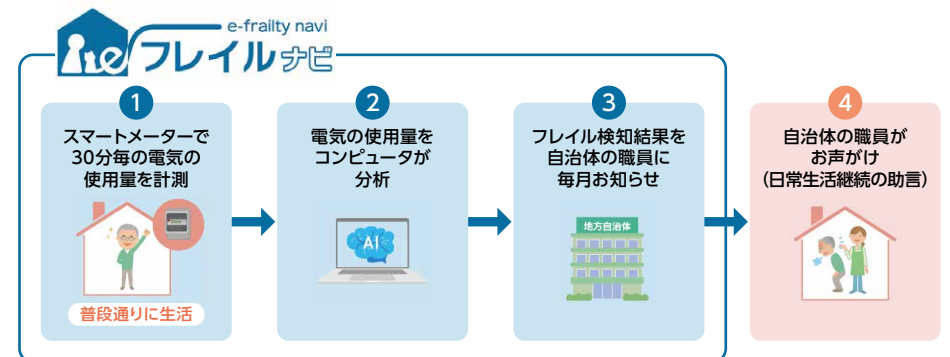 e-frailty navi
eフレイルナビ
1
スマートメーターで
30分毎の電気の
使用量を計測
普段通りに生活
2
電気の使用量を
コンピュータが
分析
AI
3
フレイル検知結果を
自治体の職員に
毎月お知らせ
地方自治体
4
自治体の職員が
お声がけ
(日常生活継続の助言)